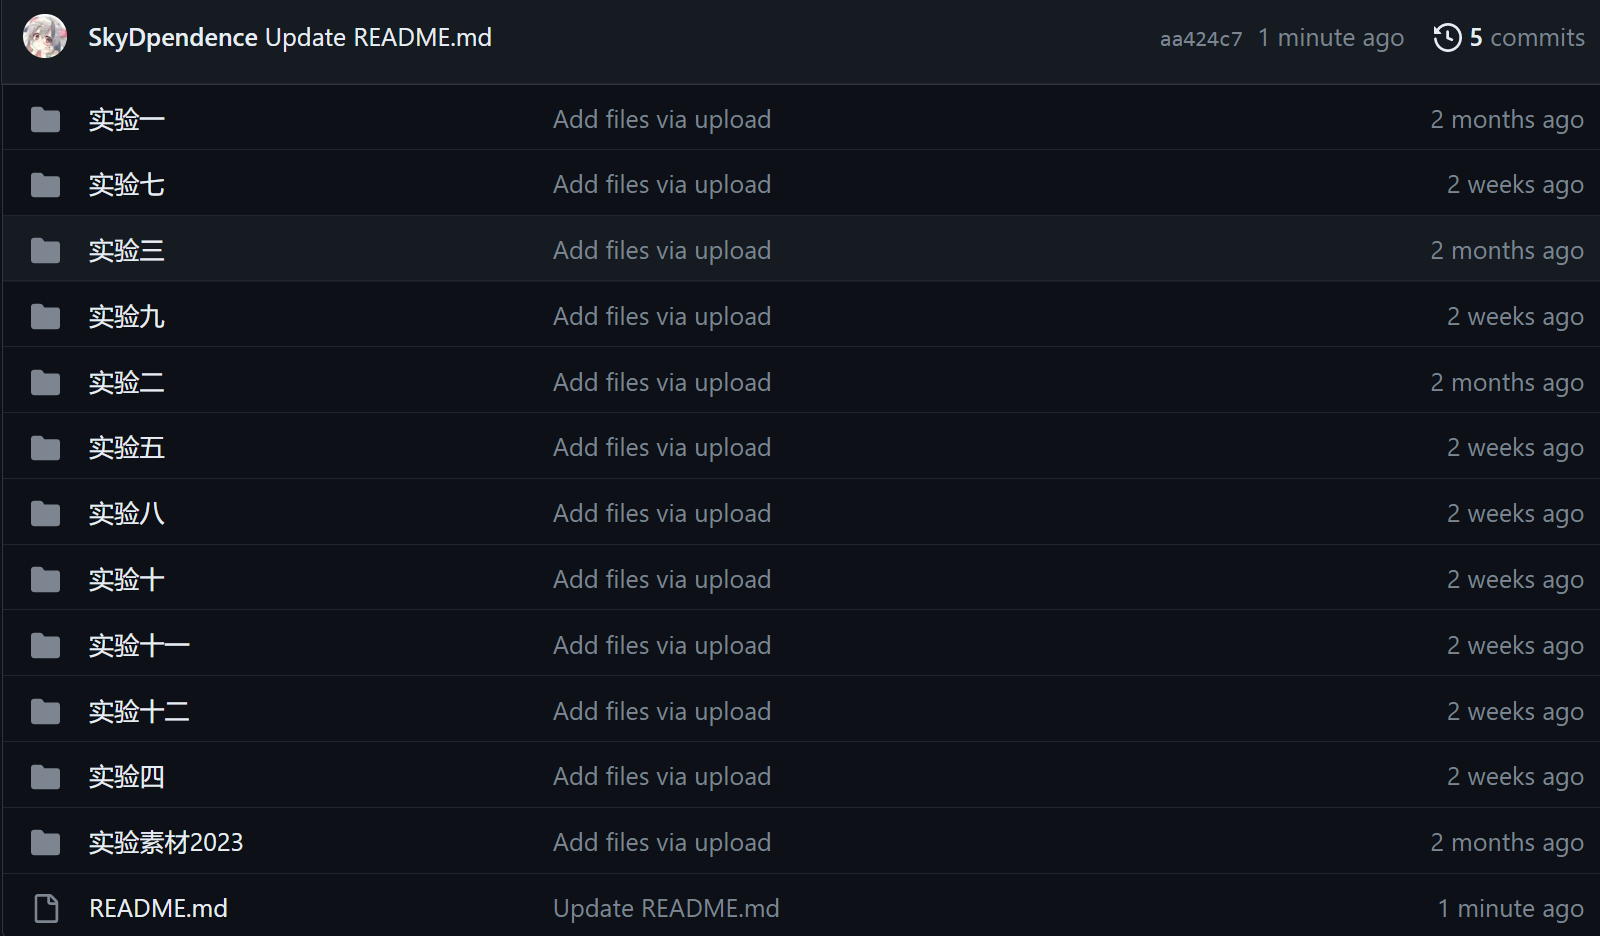 SkyDpendence Update README.md aa424c7 1 minute ago 5 commits
实验一 Add files via upload 2 months ago
实验七 Add files via upload 2 weeks ago
实验三 Add files via upload 2 months ago
实验九 Add files via upload 2 weeks ago
实验二 Add files via upload 2 months ago
实验五 Add files via upload 2 weeks ago
实验八 Add files via upload 2 weeks ago
实验十 Add files via upload 2 weeks ago
实验十一 Add files via upload 2 weeks ago
实验十二 Add files via upload 2 weeks ago
实验四 Add files via upload 2 weeks ago
实验素材2023 Add files via upload 2 months ago
README.md Update README.md 1 minute ago